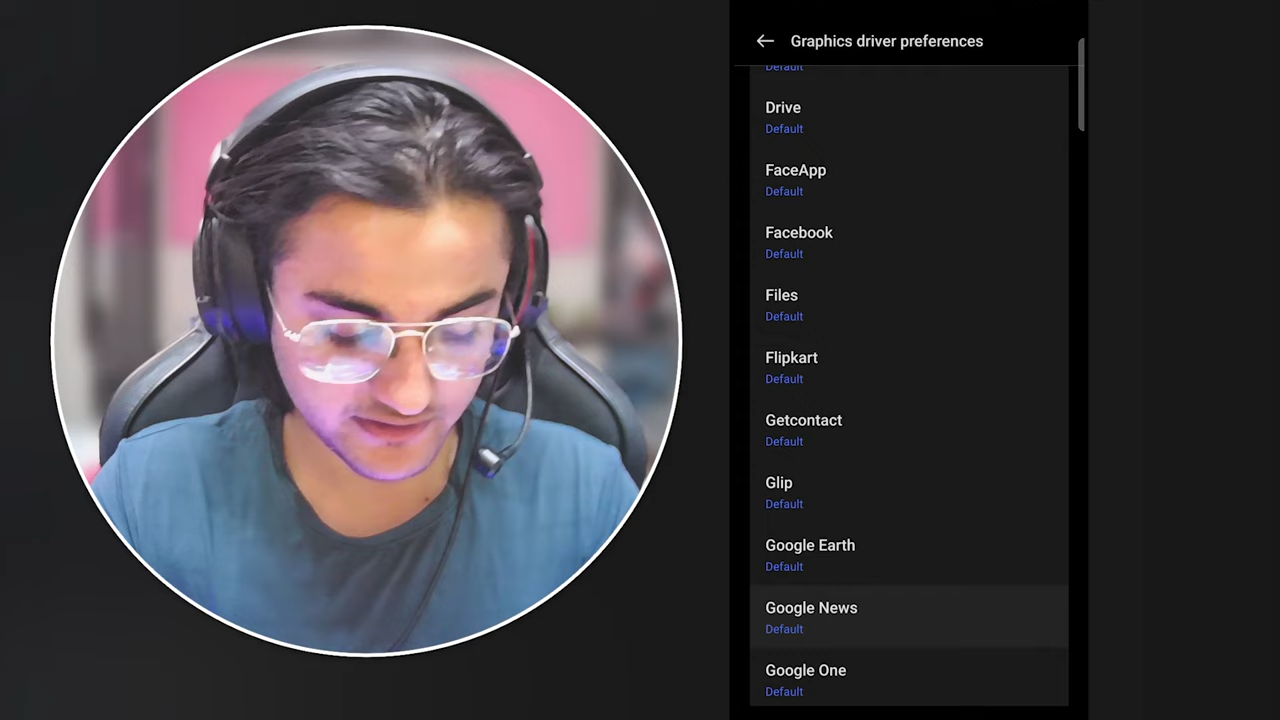 Graphics driver preferences
Default
Drive
Default
FaceApp
Default
Facebook
Default
Files
Default
Flipkart
Default
Getcontact
Default
Glip
Default
Google Earth
Default
Google News
Default
Google One
Default